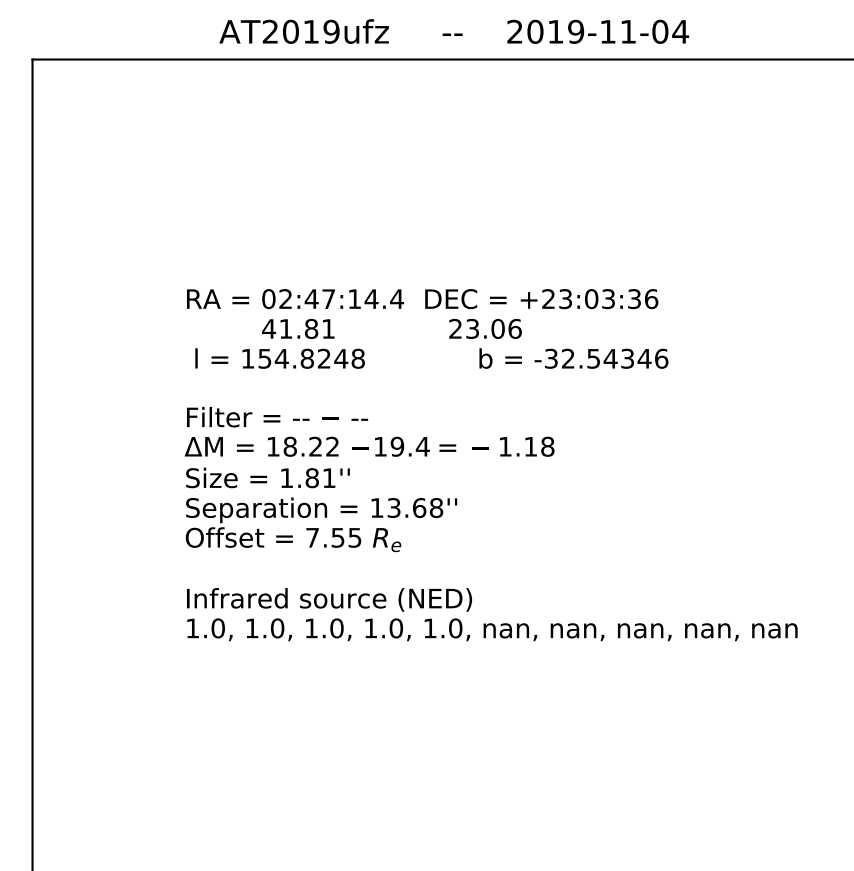 AT2019ufz -- 2019-11-04
RA = 02:47:14.4 DEC = +23:03:36
41.81 23.06
l = 154.8248 b = -32.54346
Filter = -- − --
ΔM = 18.22 −19.4 = − 1.18
Size = 1.81''
Separation = 13.68''
Offset = 7.55 Rₑ
Infrared source (NED)
1.0, 1.0, 1.0, 1.0, 1.0, nan, nan, nan, nan, nan